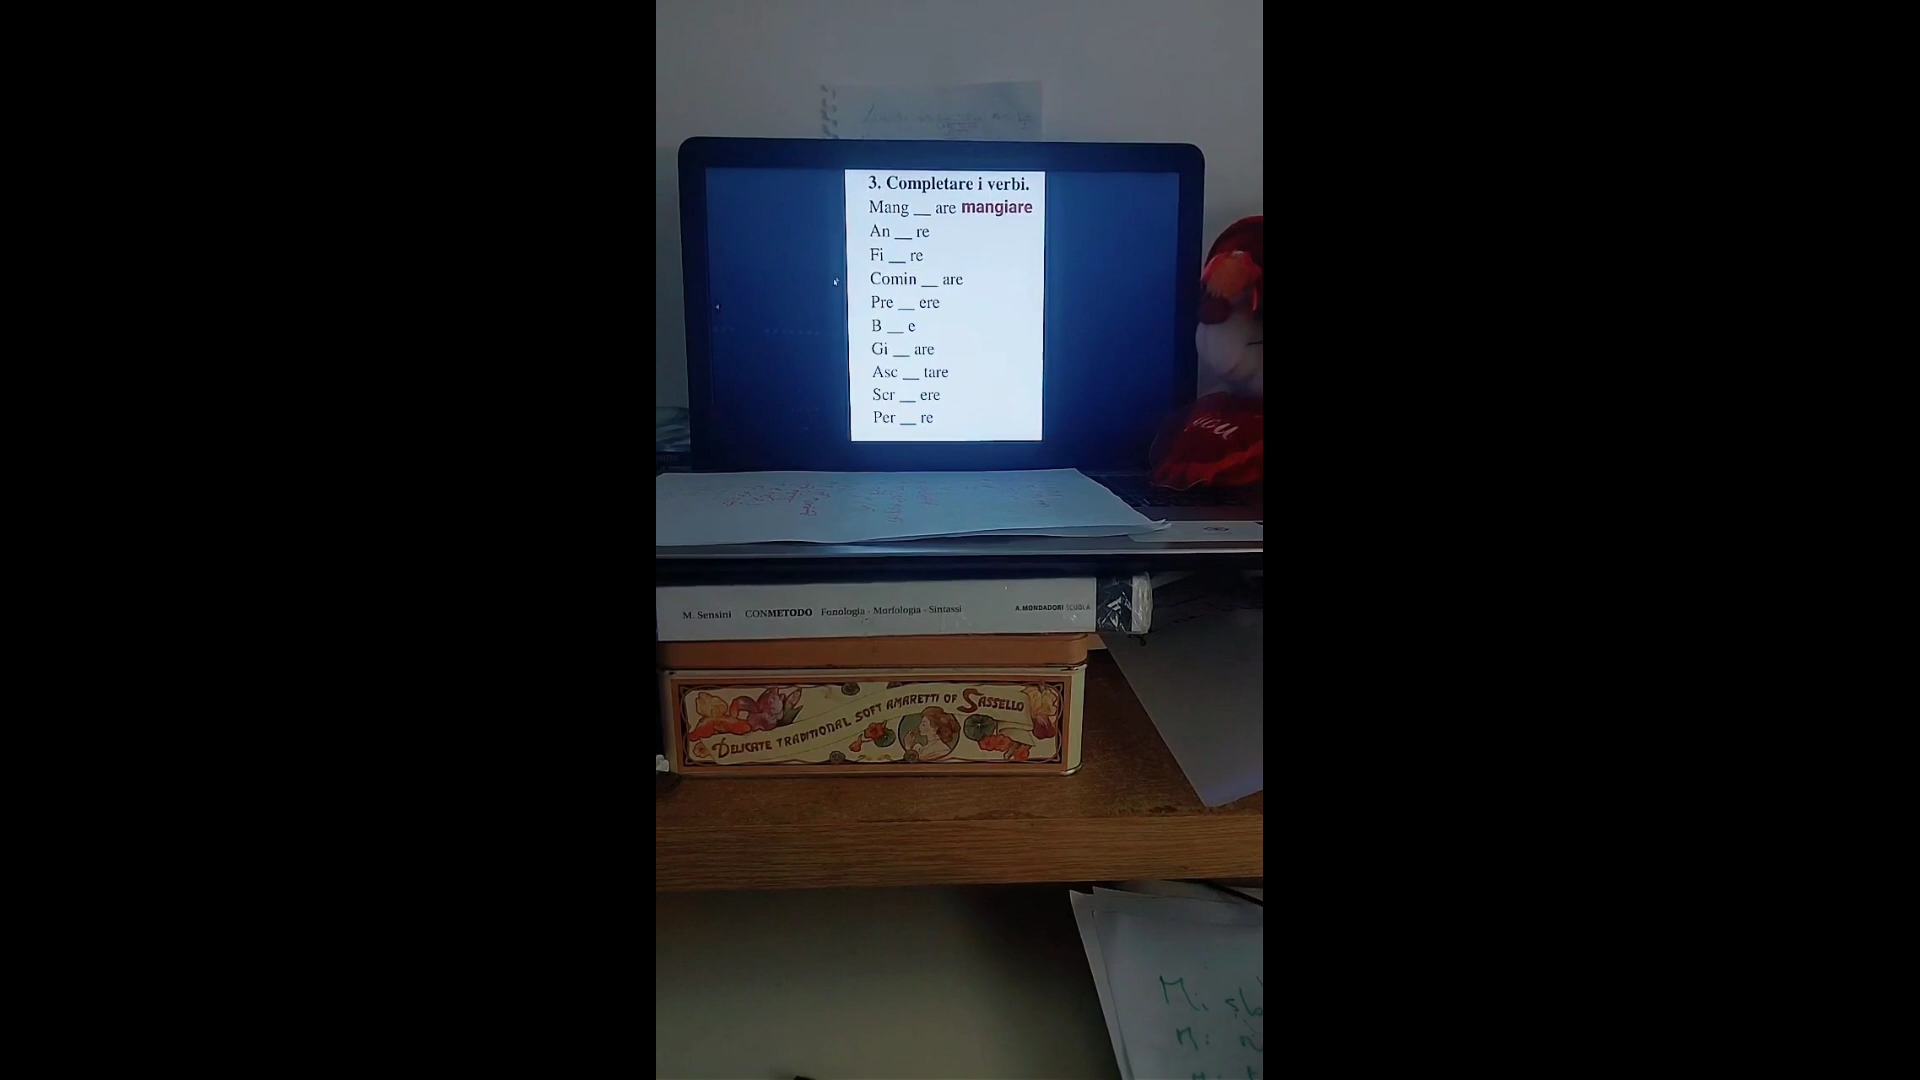 3. Completare i verbi.
Mang __ are mangiare
An __ re
Fi __ re
Comin __ are
Pre __ ere
B __ e
Gi __ are
Asc __ tare
Scr __ ere
Per __ re
you
M. Sensini CONMETODO Fonologia - Morfologia - Sintassi A. MONDADORI SCUOLA
DELICATE TRADITIONAL SOFT AMARETTI OF SASSELLO
Mi